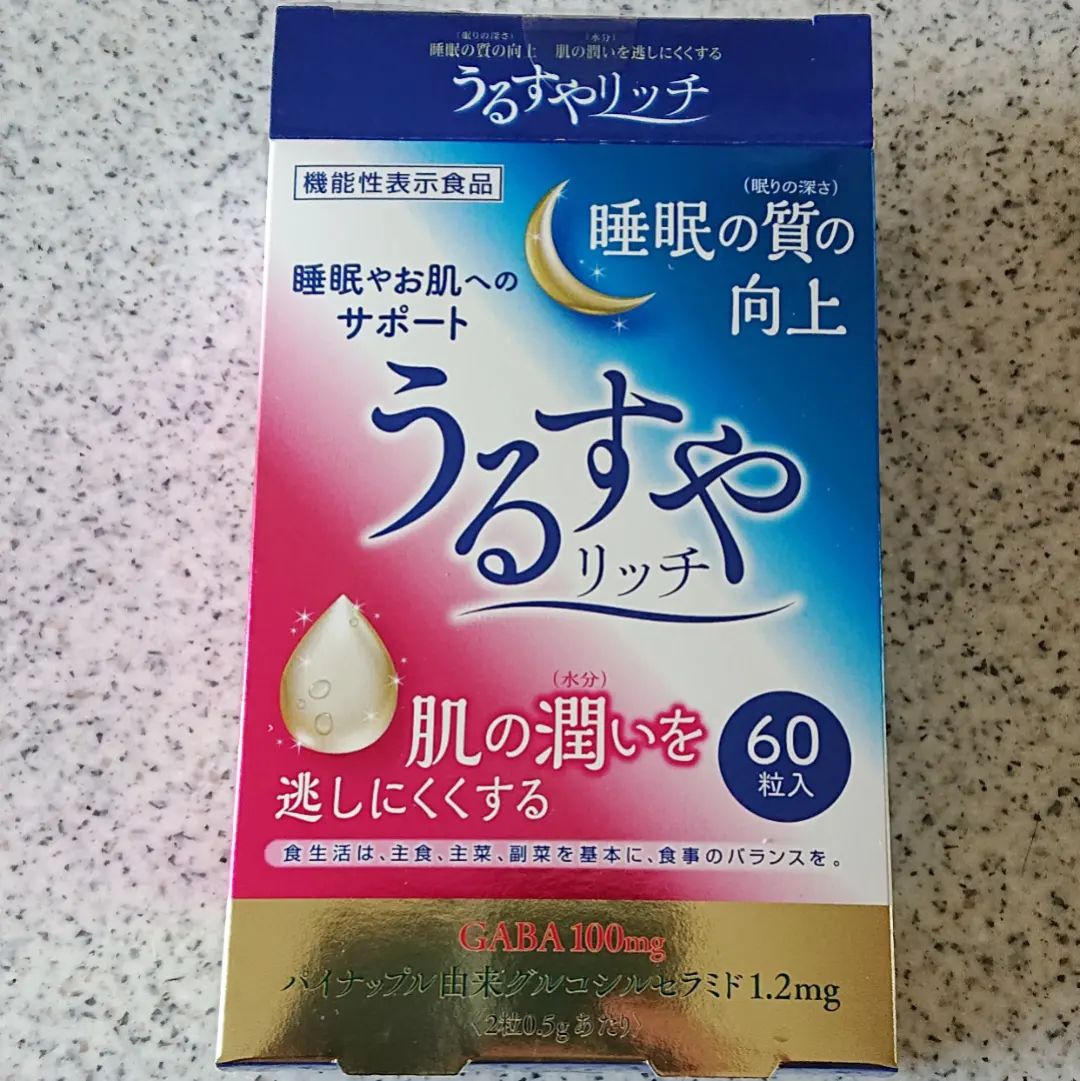 (眠りの深さ) (水分)
睡眠の質の向上 肌の潤いを逃しにくくする
うるすやリッチ
機能性表示食品
(眠りの深さ)
睡眠の質の
向上
睡眠やお肌への
サポート
うるすや
リッチ
(水分)
肌の潤いを
逃しにくくする
60
粒入
食生活は、主食、主菜、副菜を基本に、食事のバランスを。
GABA 100mg
パイナップル由来グルコシルセラミド 1.2mg
〈2粒0.5gあたり〉